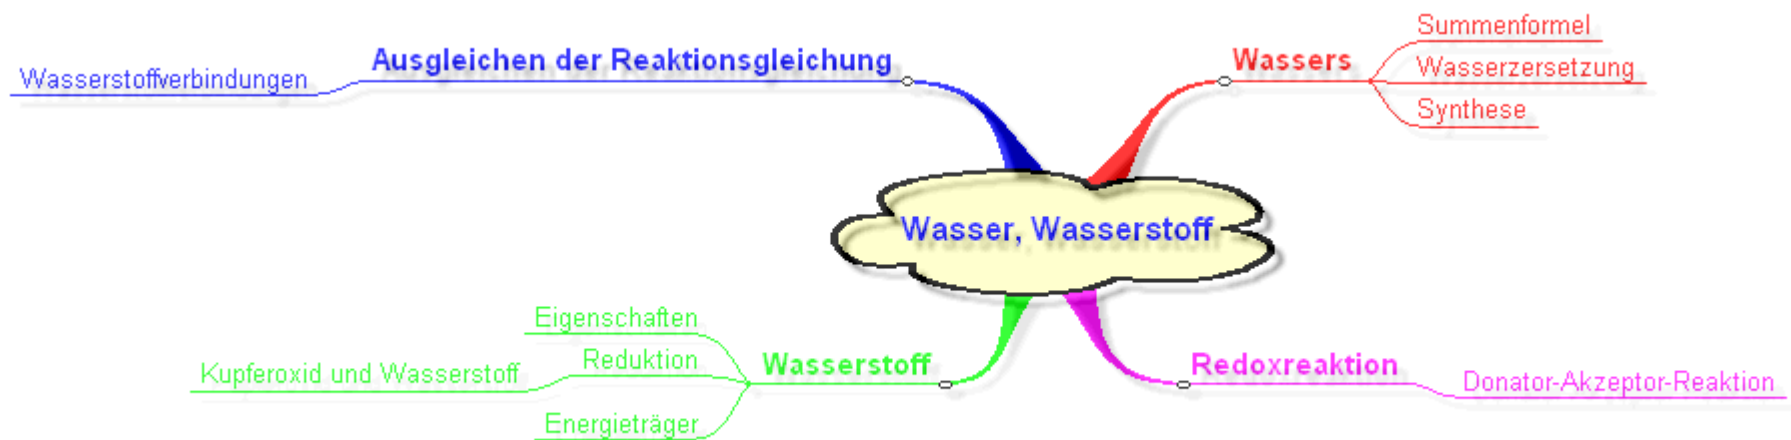 Ausgleichen der Reaktionsgleichung
Wasserstoffverbindungen
Wassers
Summenformel
Wasserzersetzung
Synthese
Wasser, Wasserstoff
Wasserstoff
Eigenschaften
Reduktion
Kupferoxid und Wasserstoff
Energieträger
Redoxreaktion
Donator-Akzeptor-Reaktion